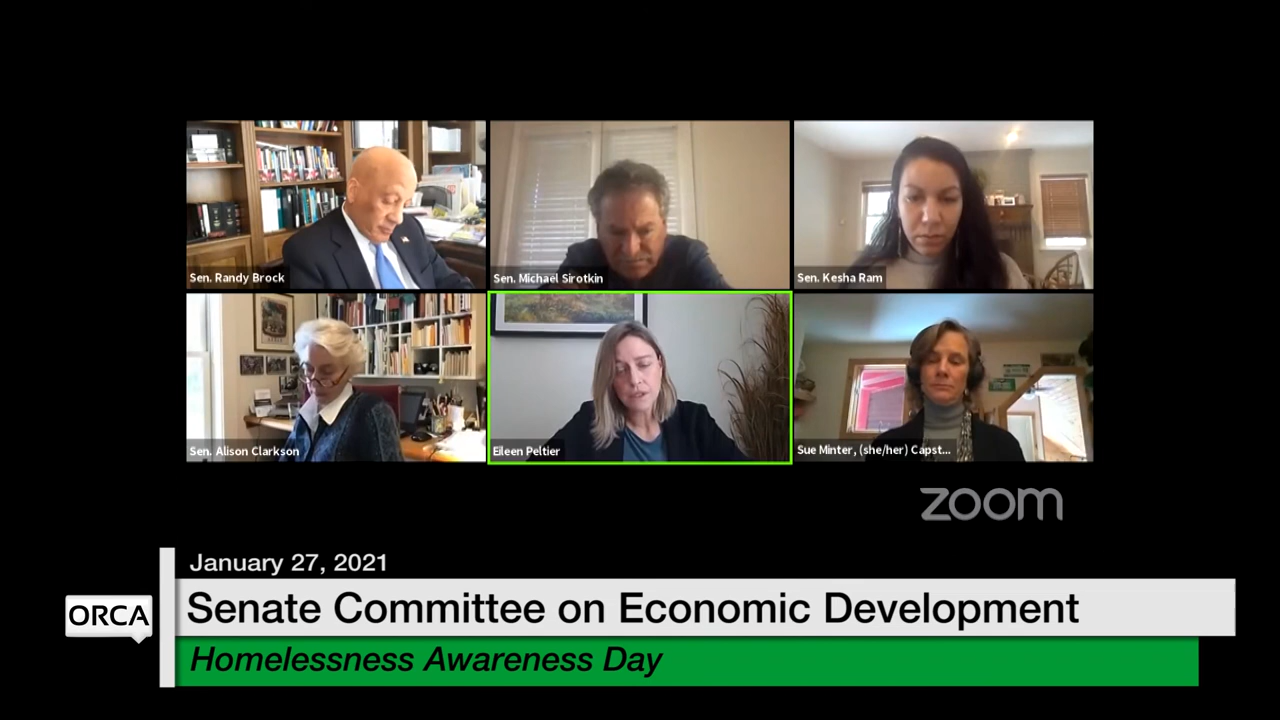 Sen. Randy Brock
Sen. Michael Sirotkin
Sen. Kesha Ram
Sen. Alison Clarkson
Eileen Peltier
Sue Minter, (she/her) Capst...
zoom
January 27, 2021
ORCA
Senate Committee on Economic Development
Homelessness Awareness Day